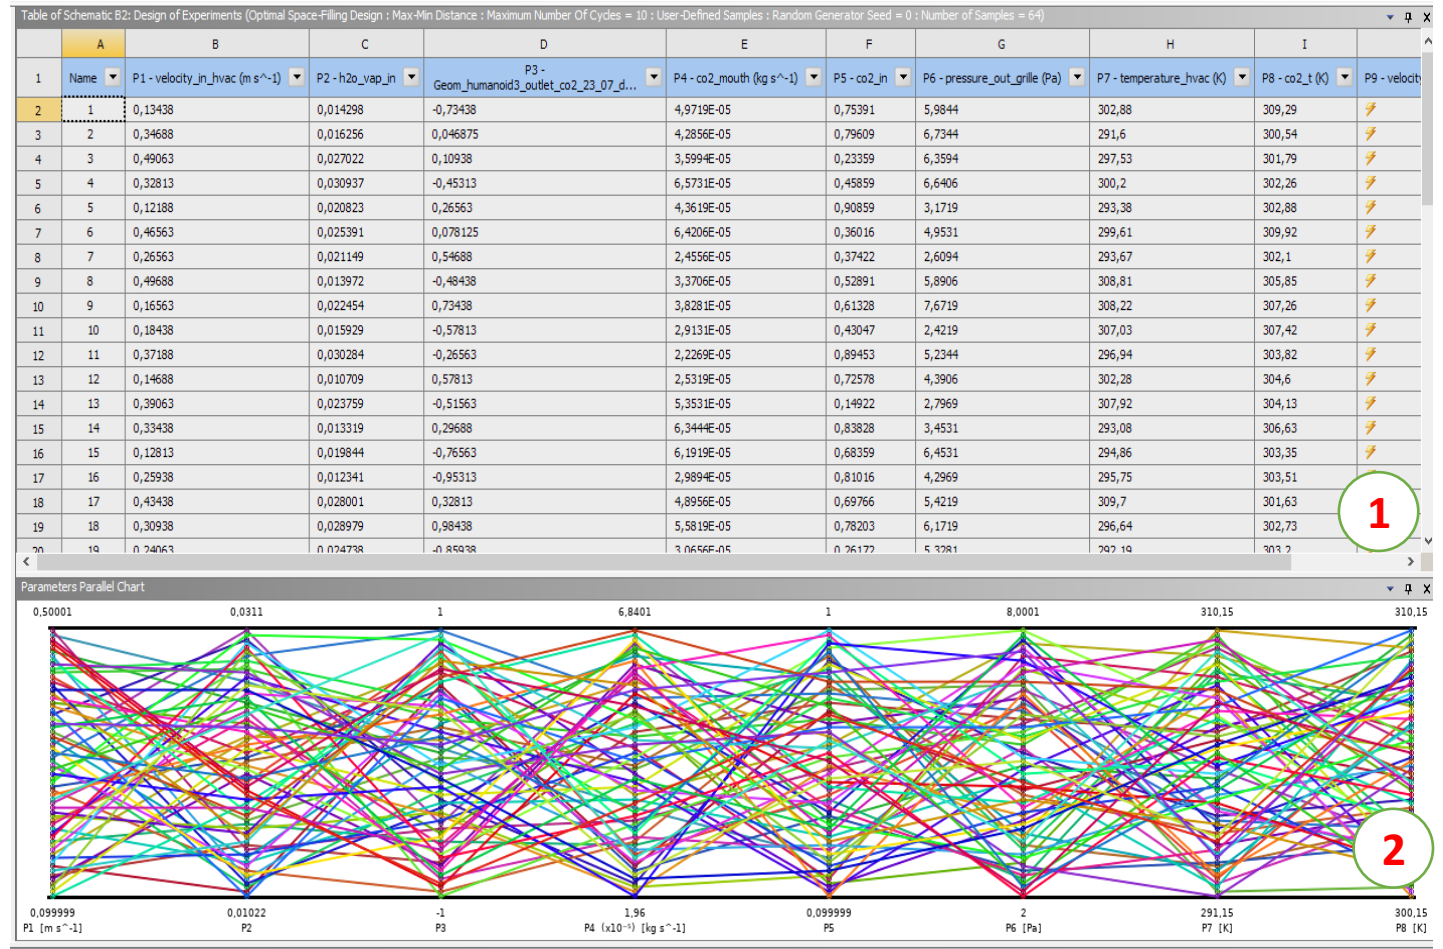 Table of Schematic B2: Design of Experiments (Optimal Space-Filling Design : Max-Min Distance : Maximum Number Of Cycles = 10 : User-Defined Samples : Random Generator Seed = 0 : Number of Samples = 64)
A B C D E F G H I
1 Name P1 - velocity_in_hvac (m s^-1) P2 - h2o_vap_in P3 - Geom_humanoid3_outlet_co2_23_07_d... P4 - co2_mouth (kg s^-1) P5 - co2_in P6 - pressure_out_grille (Pa) P7 - temperature_hvac (K) P8 - co2_t (K) P9 - velocity
2 1 0,13438 0,014298 -0,73438 4,9719E-05 0,75391 5,9844 302,88 309,29
3 2 0,34688 0,016256 0,046875 4,2856E-05 0,79609 6,7344 291,6 300,54
4 3 0,49063 0,027022 0,10938 3,5994E-05 0,23359 6,3594 297,53 301,79
5 4 0,32813 0,030937 -0,45313 6,5731E-05 0,45859 6,6406 300,2 302,26
6 5 0,12188 0,020823 0,26563 4,3619E-05 0,90859 3,1719 293,38 302,88
7 6 0,46563 0,025391 0,078125 6,4206E-05 0,36016 4,9531 299,61 309,92
8 7 0,26563 0,021149 0,54688 2,4556E-05 0,37422 2,6094 293,67 302,1
9 8 0,49688 0,013972 -0,48438 3,3706E-05 0,52891 5,8906 308,81 305,85
10 9 0,16563 0,022454 0,73438 3,8281E-05 0,61328 7,6719 308,22 307,26
11 10 0,18438 0,015929 -0,57813 2,9131E-05 0,43047 2,4219 307,03 307,42
12 11 0,37188 0,030284 -0,26563 2,2269E-05 0,89453 5,2344 296,94 303,82
13 12 0,14688 0,010709 0,57813 2,5319E-05 0,72578 4,3906 302,28 304,6
14 13 0,39063 0,023759 -0,51563 5,3531E-05 0,14922 2,7969 307,92 304,13
15 14 0,33438 0,013319 0,29688 6,3444E-05 0,83828 3,4531 293,08 306,63
16 15 0,12813 0,019844 -0,76563 6,1919E-05 0,68359 6,4531 294,86 303,35
17 16 0,25938 0,012341 -0,95313 2,9894E-05 0,81016 4,2969 295,75 303,51
18 17 0,43438 0,028001 0,32813 4,8956E-05 0,69766 5,4219 309,7 301,63
19 18 0,30938 0,028979 0,98438 5,5819E-05 0,78203 6,1719 296,64 302,73
20 19 0,24063 0,024738 -0,85938 3,0656E-05 0,26172 5,3281 292,19 303,2
1
Parameters Parallel Chart
0,50001 0,0311 1 6,8401 1 8,0001 310,15 310,15
2
0,099999 0,01022 -1 1,96 0,099999 2 291,15 300,15
P1 [m s^-1] P2 P3 P4 (x10⁻⁵) [kg s^-1] P5 P6 [Pa] P7 [K] P8 [K]